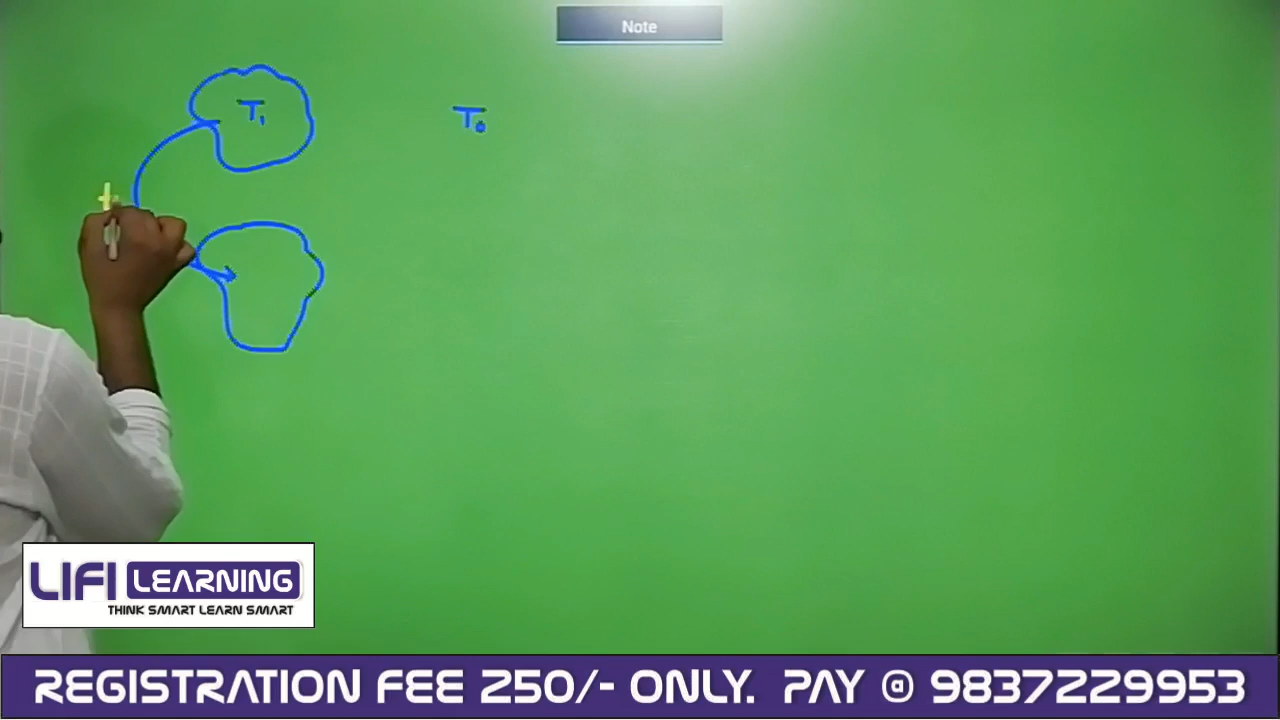 Note
T₁
T₀
t
LIFI LEARNING
THINK SMART LEARN SMART
REGISTRATION FEE 250/- ONLY. PAY @ 9837229953